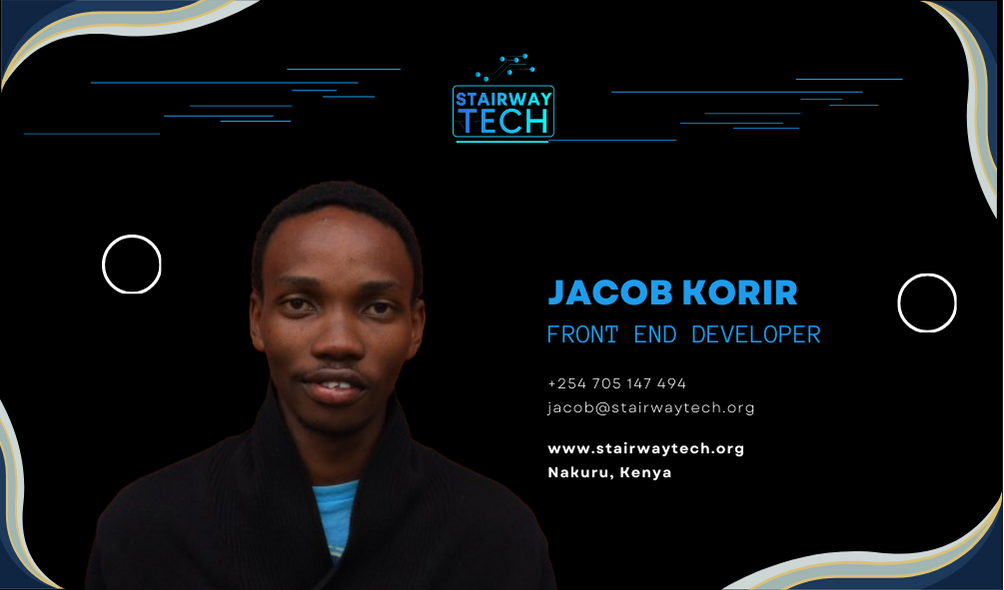 STAIRWAY
TECH
JACOB KORIR
FRONT END DEVELOPER
+254 705 147 494
jacob@stairwaytech.org
www.stairwaytech.org
Nakuru, Kenya